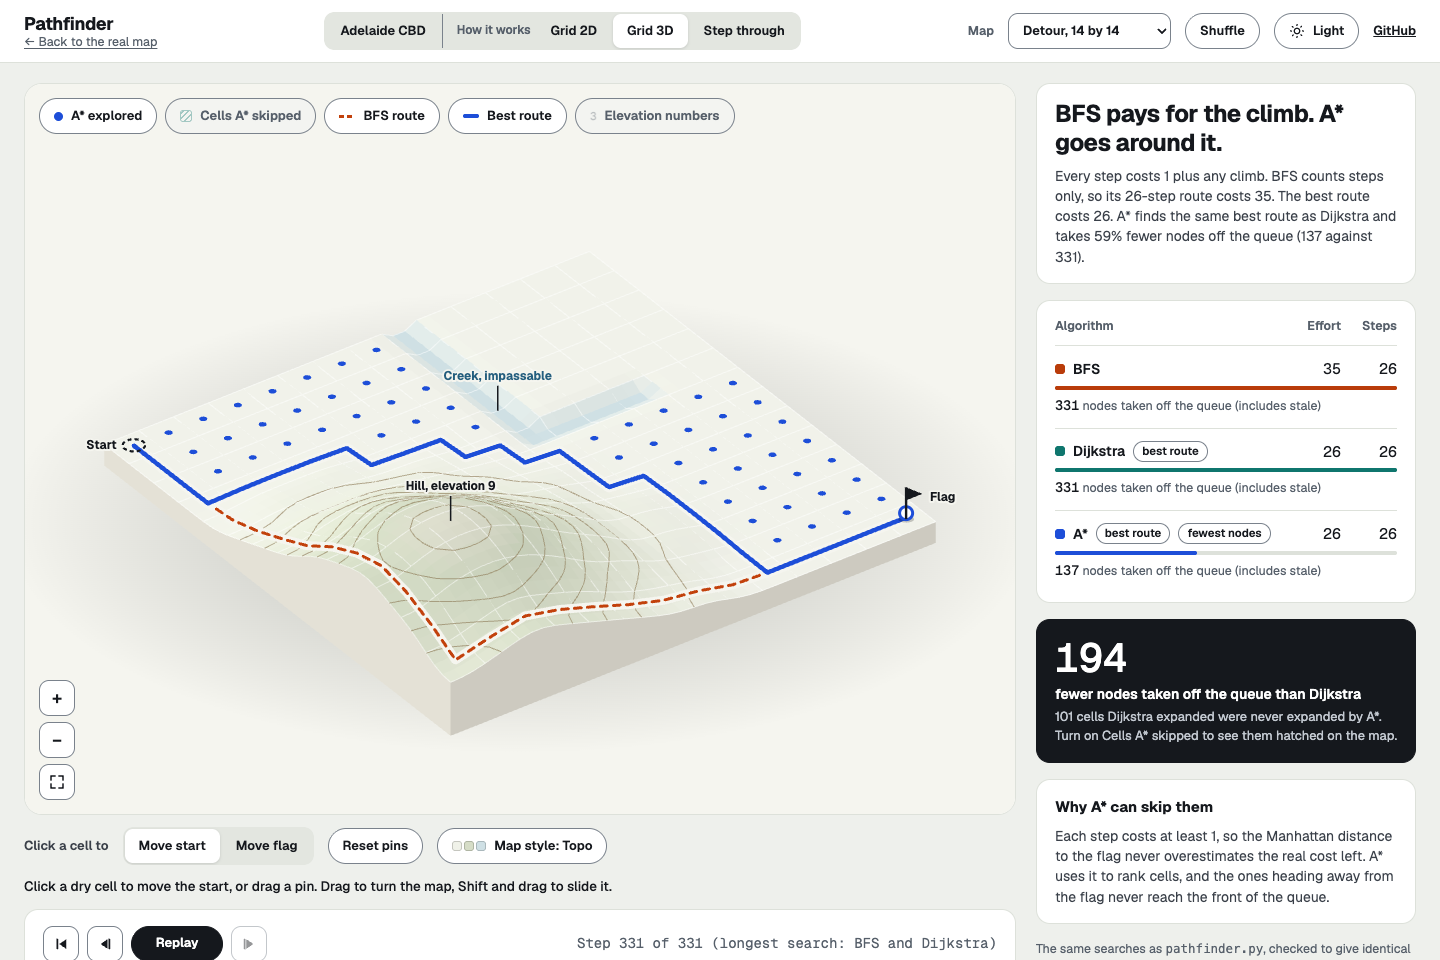 Pathfinder
← Back to the real map
Adelaide CBD
How it works
Grid 2D
Grid 3D
Step through
Map
Detour, 14 by 14
Shuffle
Light
GitHub
A* explored
Cells A* skipped
BFS route
Best route
3 Elevation numbers
Creek, impassable
Start
Hill, elevation 9
Flag
+
−
Click a cell to
Move start
Move flag
Reset pins
Map style: Topo
Click a dry cell to move the start, or drag a pin. Drag to turn the map, Shift and drag to slide it.
Replay
Step 331 of 331 (longest search: BFS and Dijkstra)
BFS pays for the climb. A*
goes around it.
Every step costs 1 plus any climb. BFS counts steps
only, so its 26-step route costs 35. The best route
costs 26. A* finds the same best route as Dijkstra and
takes 59% fewer nodes off the queue (137 against
331).
Algorithm Effort Steps
BFS 35 26
331 nodes taken off the queue (includes stale)
Dijkstra best route 26 26
331 nodes taken off the queue (includes stale)
A* best route fewest nodes 26 26
137 nodes taken off the queue (includes stale)
194
fewer nodes taken off the queue than Dijkstra
101 cells Dijkstra expanded were never expanded by A*.
Turn on Cells A* skipped to see them hatched on the map.
Why A* can skip them
Each step costs at least 1, so the Manhattan distance
to the flag never overestimates the real cost left. A*
uses it to rank cells, and the ones heading away from
the flag never reach the front of the queue.
The same searches as pathfinder.py, checked to give identical